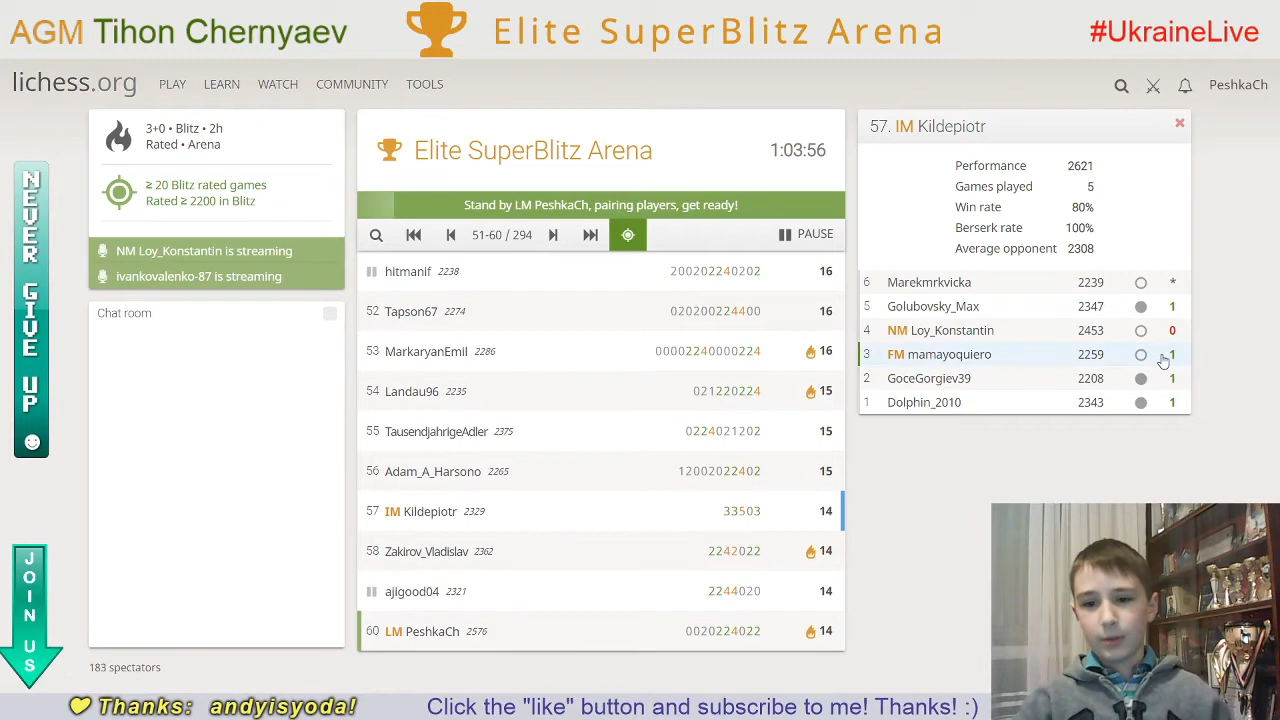 AGM Tihon Chernyaev
Elite SuperBlitz Arena
#UkraineLive
lichess.org
PLAY LEARN WATCH COMMUNITY TOOLS
PeshkaCh
NEVER GIVE UP
JOIN US
3+0 • Blitz • 2h
Rated • Arena
≥ 20 Blitz rated games
Rated ≥ 2200 in Blitz
NM Loy_Konstantin is streaming
ivankovalenko-87 is streaming
Chat room
183 spectators
Elite SuperBlitz Arena 1:03:56
Stand by LM PeshkaCh, pairing players, get ready!
51-60 / 294 PAUSE
hitmanif 2238 200202240202 16
52 Tapson67 2274 020200224400 16
53 MarkaryanEmil 2286 00002240000224 16
54 Landau96 2235 021220224 15
55 TausendjahrigeAdler 2375 0224021202 15
56 Adam_A_Harsono 2265 12002022402 15
57 IM Kildepiotr 2329 33503 14
58 Zakirov_Vladislav 2362 2242022 14
ajigood04 2321 2244020 14
60 LM PeshkaCh 2576 0020224022 14
57. IM Kildepiotr
Performance 2621
Games played 5
Win rate 80%
Berserk rate 100%
Average opponent 2308
6 Marekmrkvicka 2239 *
5 Golubovsky_Max 2347 1
4 NM Loy_Konstantin 2453 0
3 FM mamayoquiero 2259 1
2 GoceGorgiev39 2208 1
1 Dolphin_2010 2343 1
Thanks: andyisyoda!
Click the "like" button and subscribe to me! Thanks! :)